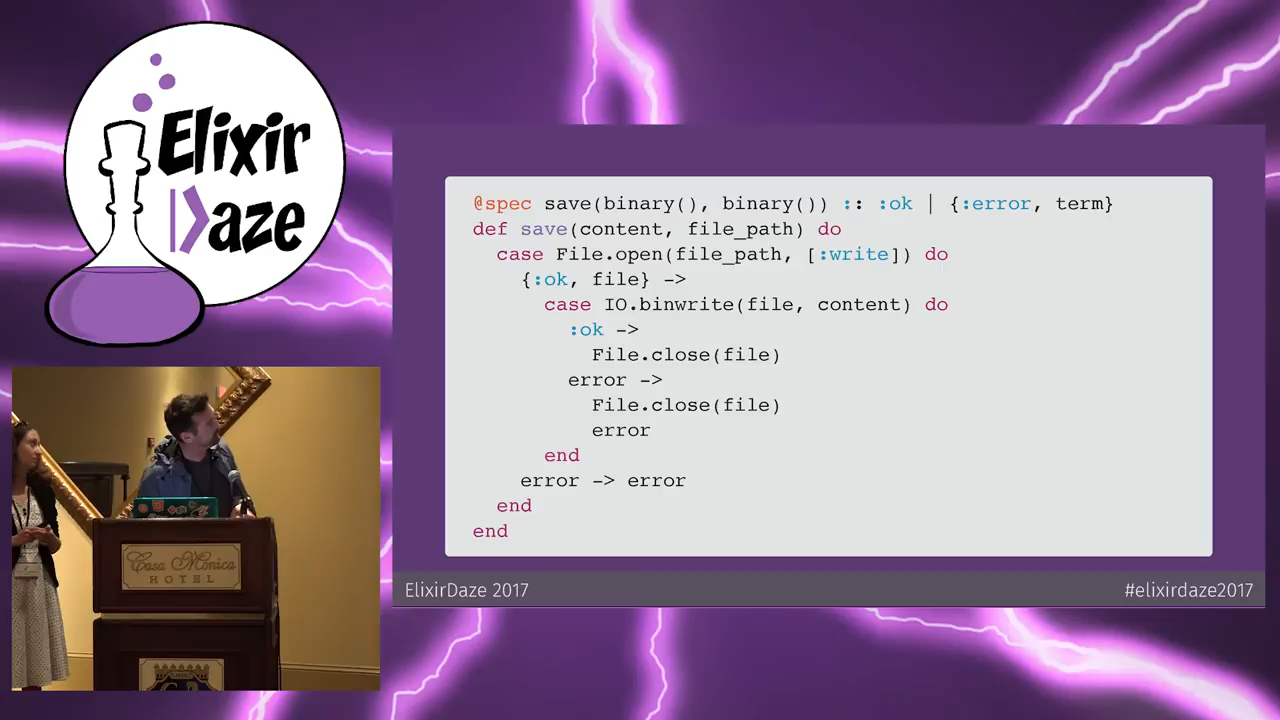 Elixir
Daze
@spec save(binary(), binary()) :: :ok | {:error, term}
def save(content, file_path) do
  case File.open(file_path, [:write]) do
    {:ok, file} ->
      case IO.binwrite(file, content) do
        :ok ->
          File.close(file)
        error ->
          File.close(file)
          error
      end
    error -> error
  end
end
Casa Monica
HOTEL
ElixirDaze 2017
#elixirdaze2017